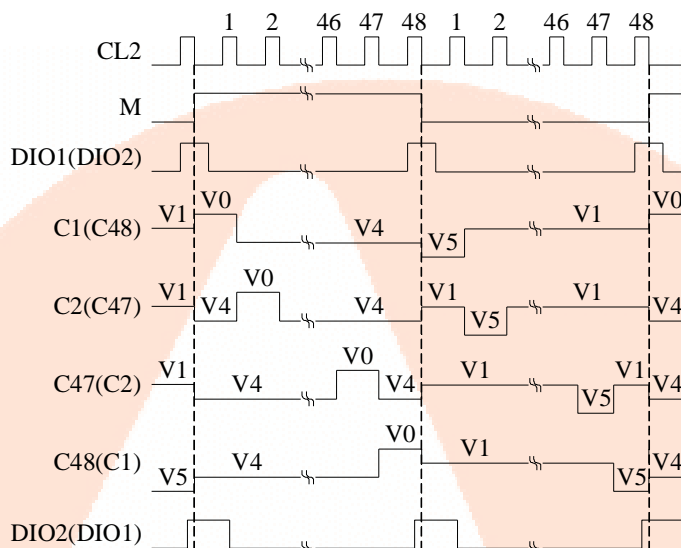 1 2 46 47 48 1 2 46 47 48
CL2
M
DIO1(DIO2)
V0 V0
V1 V4 V1
C1(C48) V5
V0
V1 V4 V4 V1 V1 V4
C2(C47) V5
V0
V1 V4 V4 V1 V1 V4
C47(C2) V5
V0
V4 V1 V4
C48(C1) V5 V5
DIO2(DIO1)